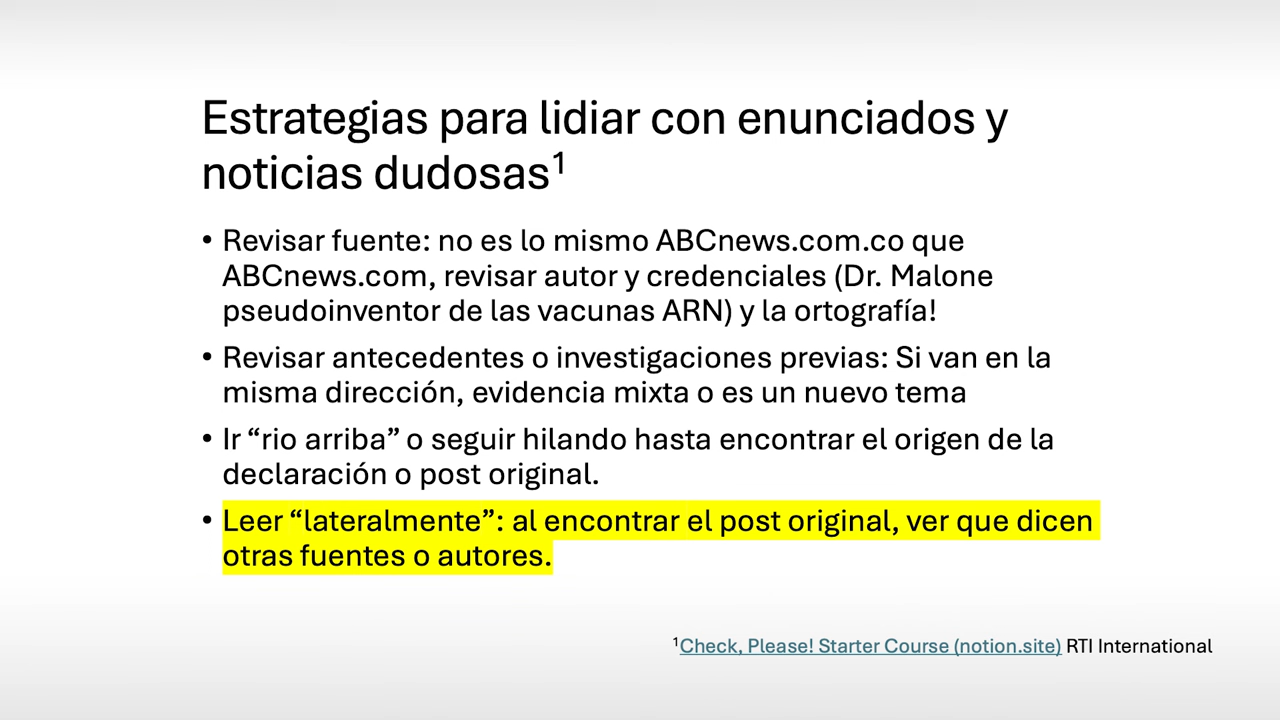 Estrategias para lidiar con enunciados y
noticias dudosas¹
• Revisar fuente: no es lo mismo ABCnews.com.co que
ABCnews.com, revisar autor y credenciales (Dr. Malone
pseudoinventor de las vacunas ARN) y la ortografía!
• Revisar antecedentes o investigaciones previas: Si van en la
misma dirección, evidencia mixta o es un nuevo tema
• Ir “rio arriba” o seguir hilando hasta encontrar el origen de la
declaración o post original.
• Leer “lateralmente”: al encontrar el post original, ver que dicen
otras fuentes o autores.
¹Check, Please! Starter Course (notion.site) RTI International